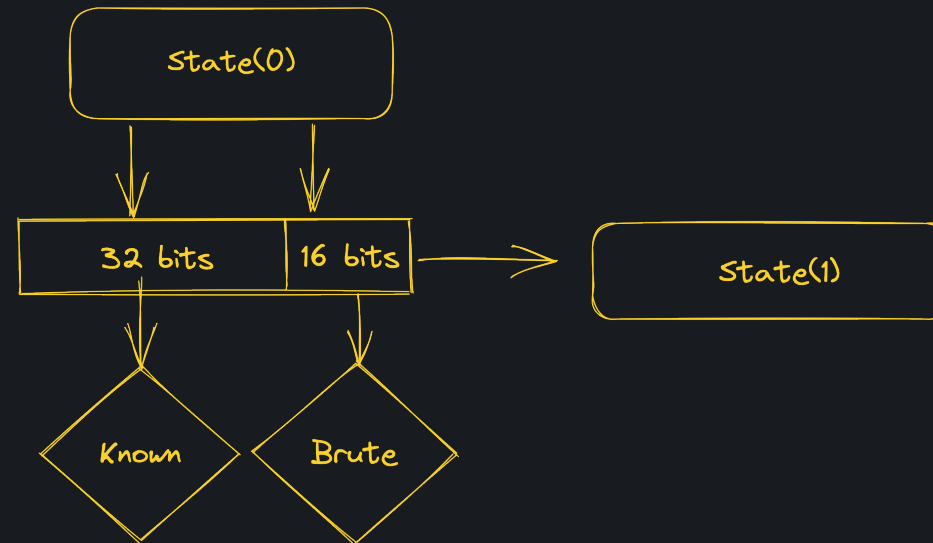 State(0)
32 bits
16 bits
State(1)
Known
Brute